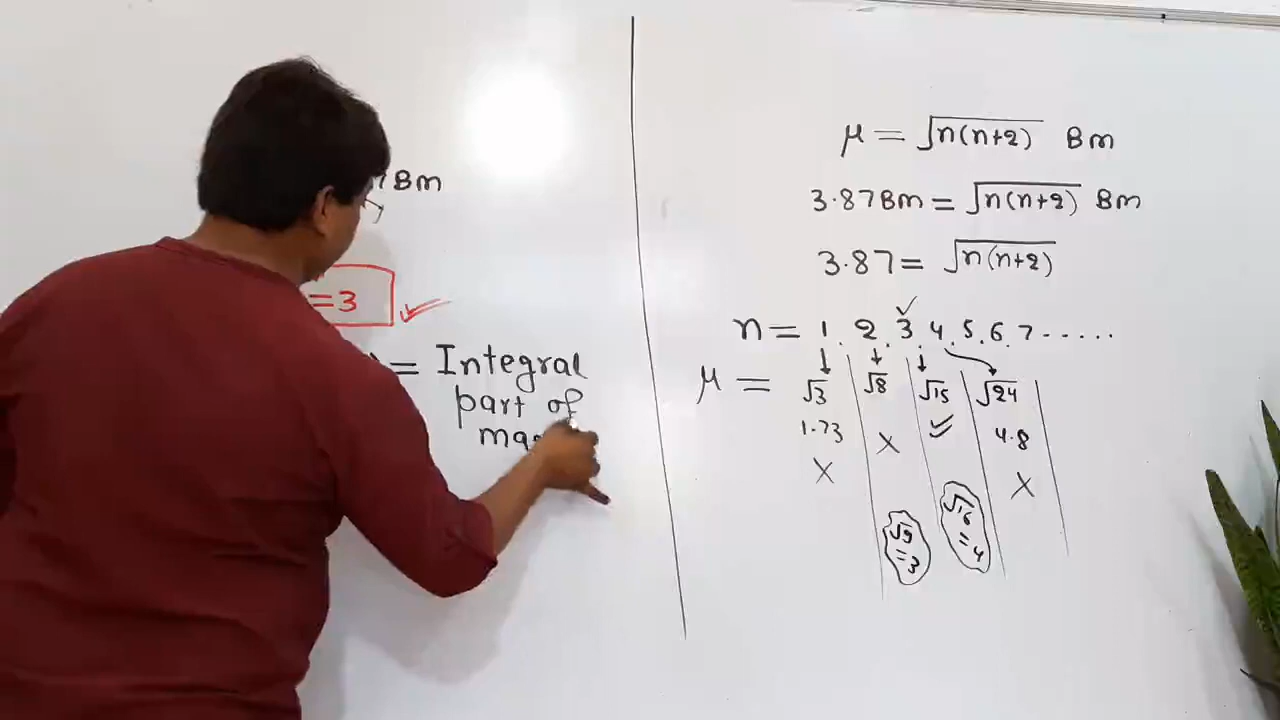 Bm
=3
= Integral
part of
μ = √n(n+2) Bm
3.87Bm = √n(n+2) Bm
3.87 = √n(n+2)
n = 1, 2, 3, 4, 5, 6, 7 .....
μ = √3 √8 √15 √24
1.73 × ✓ 4.8
× ×
√9 = 3
√16 = 4